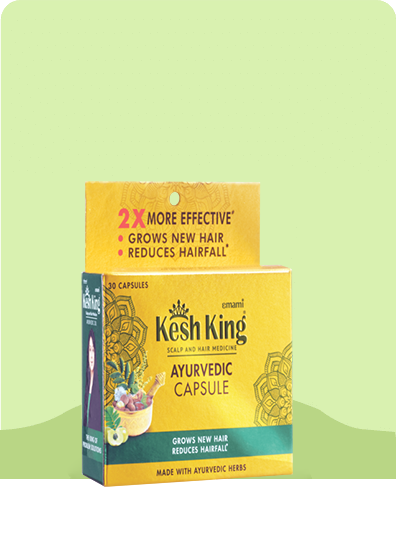 2X MORE EFFECTIVE*
• GROWS NEW HAIR
• REDUCES HAIRFALL*
30 CAPSULES
emami
Kesh King®
SCALP AND HAIR MEDICINE
AYURVEDIC
CAPSULE
GROWS NEW HAIR
REDUCES HAIRFALL*
MADE WITH AYURVEDIC HERBS
Kesh King